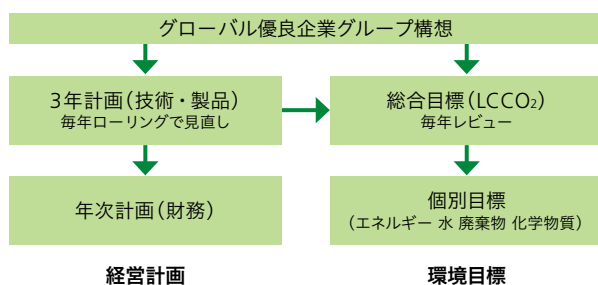 グローバル優良企業グループ構想
3年計画(技術・製品)
毎年ローリングで見直し
総合目標(LCCO₂)
毎年レビュー
年次計画(財務)
個別目標
(エネルギー 水 廃棄物 化学物質)
経営計画
環境目標